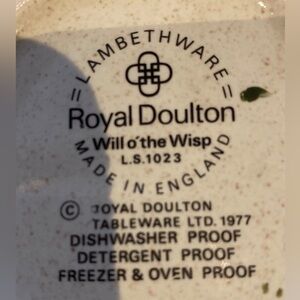 =LAMBETHWARE=
Royal Doulton
Will o'the Wisp
L.S.1023
MADE IN ENGLAND
© ROYAL DOULTON
TABLEWARE LTD. 1977
DISHWASHER PROOF
DETERGENT PROOF
FREEZER & OVEN PROOF